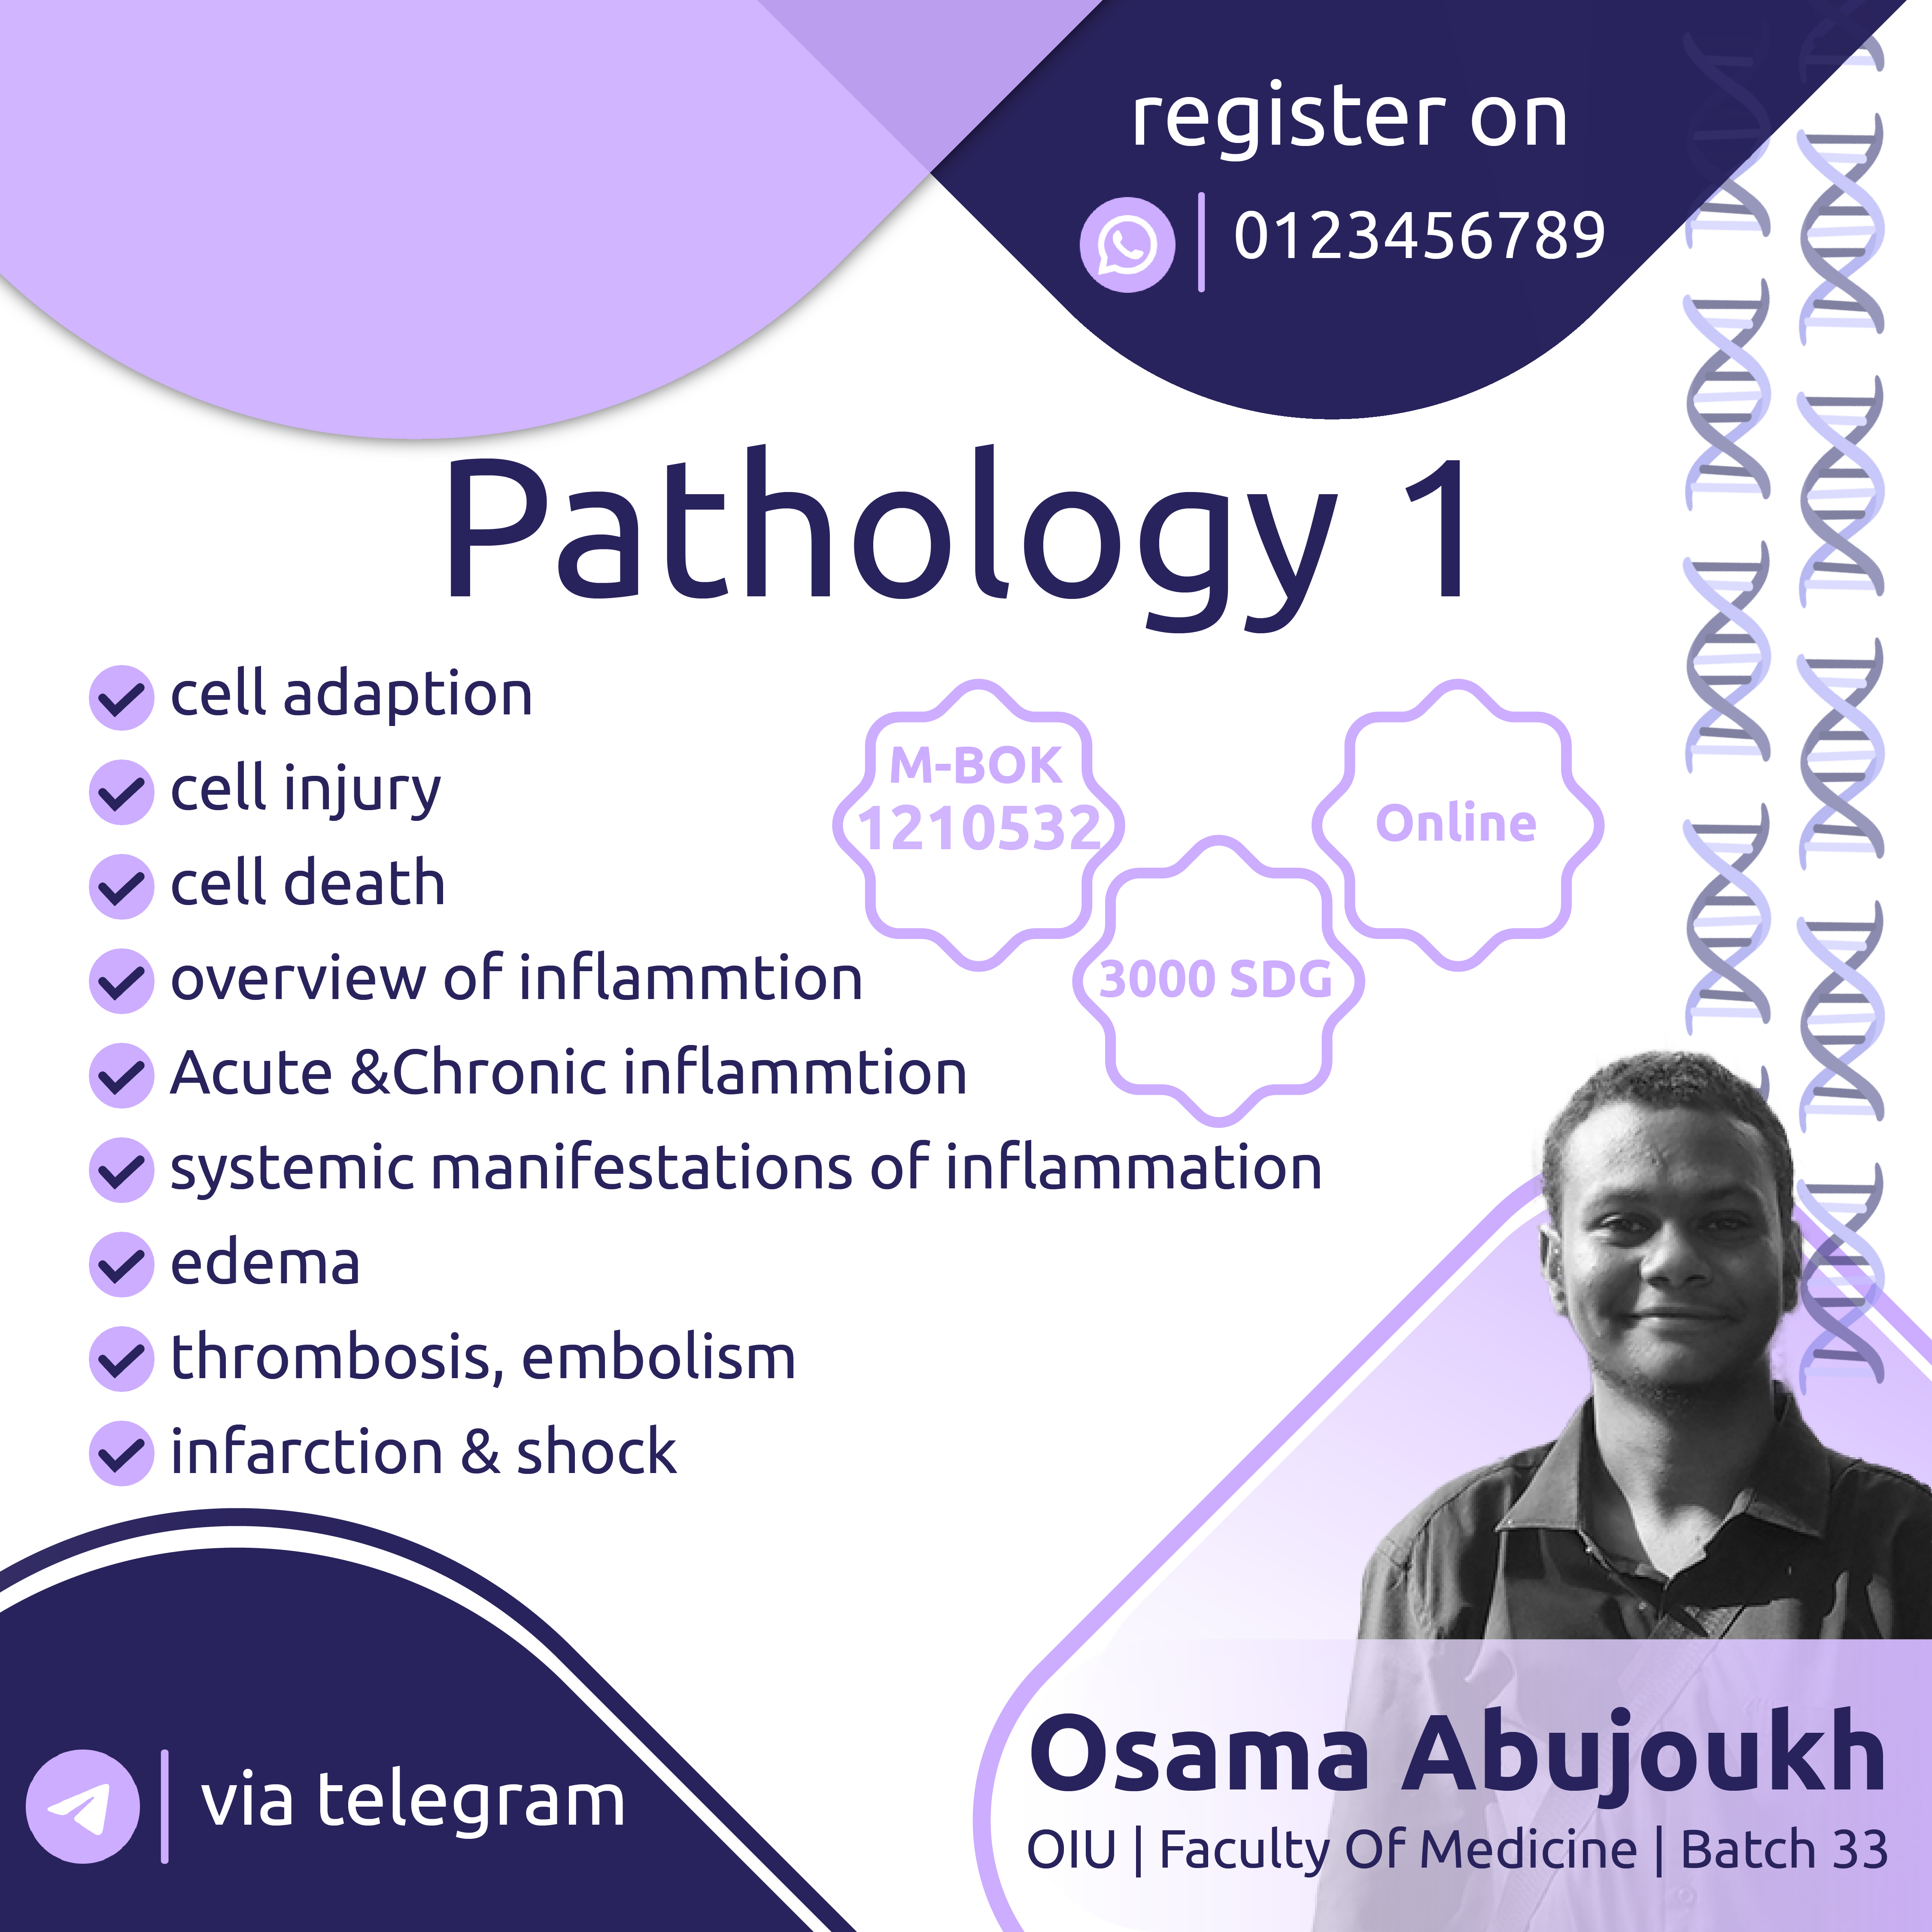 register on
0123456789
Pathology 1
cell adaption
cell injury
cell death
overview of inflammtion
Acute &Chronic inflammtion
systemic manifestations of inflammation
edema
thrombosis, embolism
infarction & shock
M-BOK
1210532
3000 SDG
Online
via telegram
Osama Abujoukh
OIU | Faculty Of Medicine | Batch 33